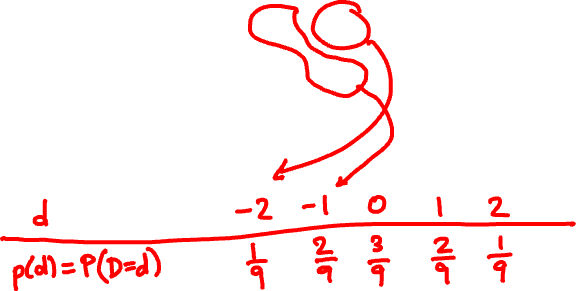 d -2 -1 0 1 2
p(d)=P(D=d) 1/9 2/9 3/9 2/9 1/9